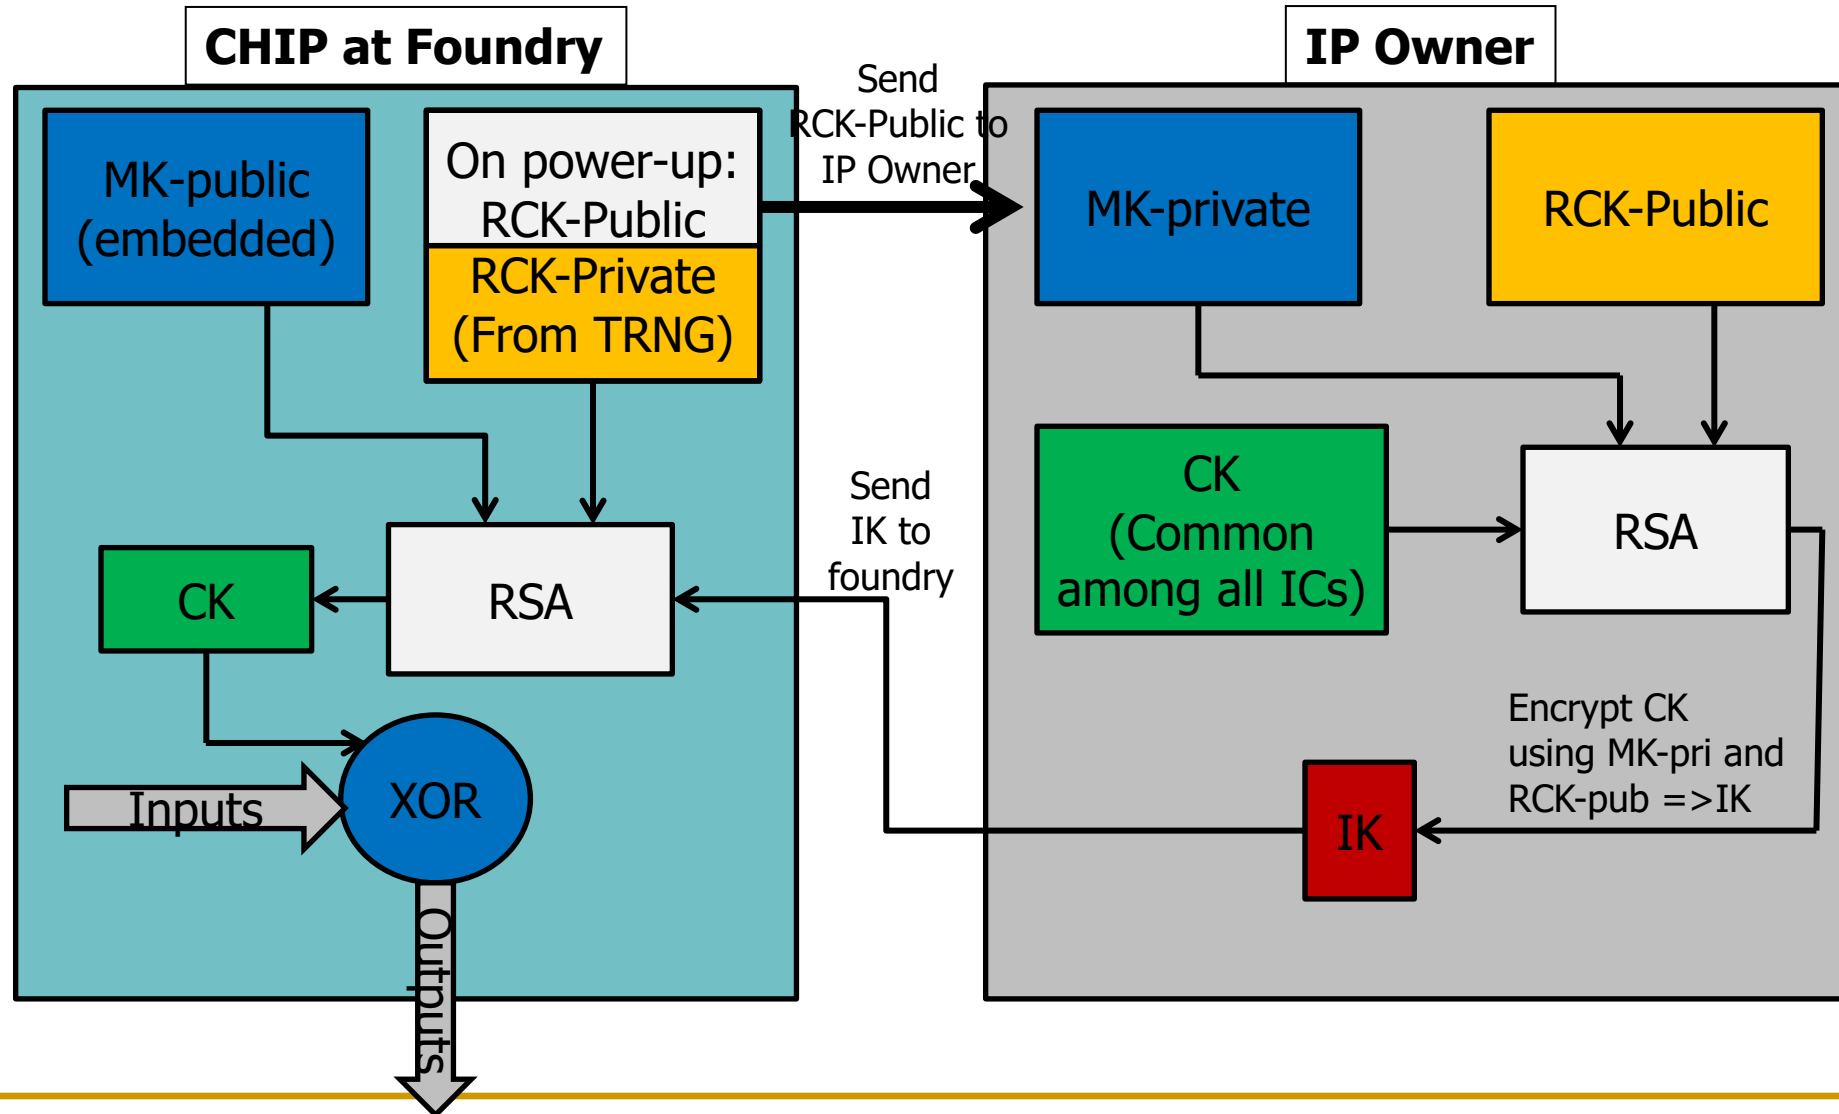 CHIP at Foundry
MK-public
(embedded)
On power-up:
RCK-Public
RCK-Private
(From TRNG)
Send
RCK-Public to
IP Owner
IP Owner
MK-private
RCK-Public
CK
(Common
among all ICs)
RSA
Encrypt CK
using MK-pri and
RCK-pub =>IK
IK
Send
IK to
foundry
RSA
CK
XOR
Inputs
Outputs